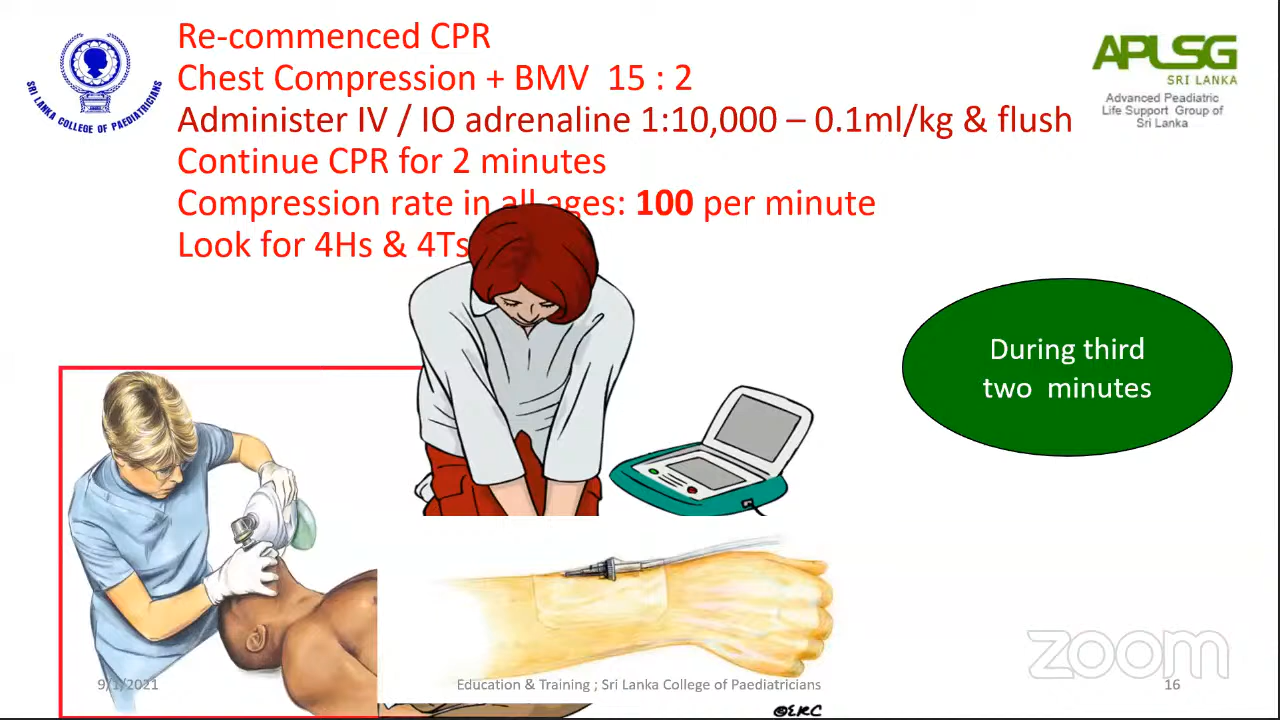 Re-commenced CPR
Chest Compression + BMV 15 : 2
Administer IV / IO adrenaline 1:10,000 – 0.1ml/kg & flush
Continue CPR for 2 minutes
Compression rate in all ages: 100 per minute
Look for 4Hs & 4Ts
SRI LANKA COLLEGE OF PAEDIATRICIANS
APLSG
SRI LANKA
Advanced Peadiatric
Life Support Group of
Sri Lanka
During third
two minutes
zoom
9/1/2021
Education & Training ; Sri Lanka College of Paediatricians
16
©ERC